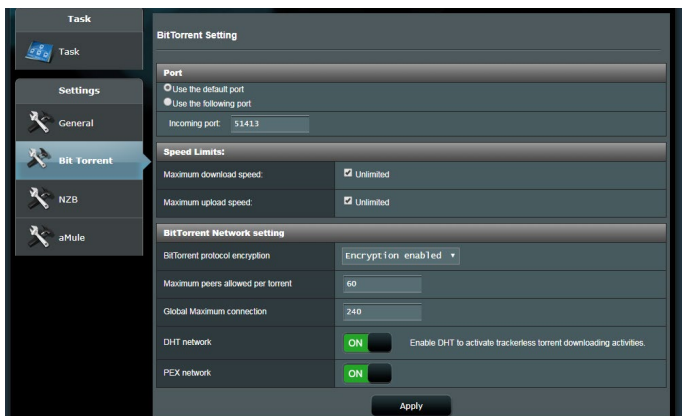 Task
Task
Settings
General
Bit Torrent
NZB
aMule
BitTorrent Setting
Port
Use the default port
Use the following port
Incoming port: 51413
Speed Limits:
Maximum download speed: Unlimited
Maximum upload speed: Unlimited
BitTorrent Network setting
BitTorrent protocol encryption Encryption enabled
Maximum peers allowed per torrent 60
Global Maximum connection 240
DHT network ON Enable DHT to activate trackerless torrent downloading activities.
PEX network ON
Apply